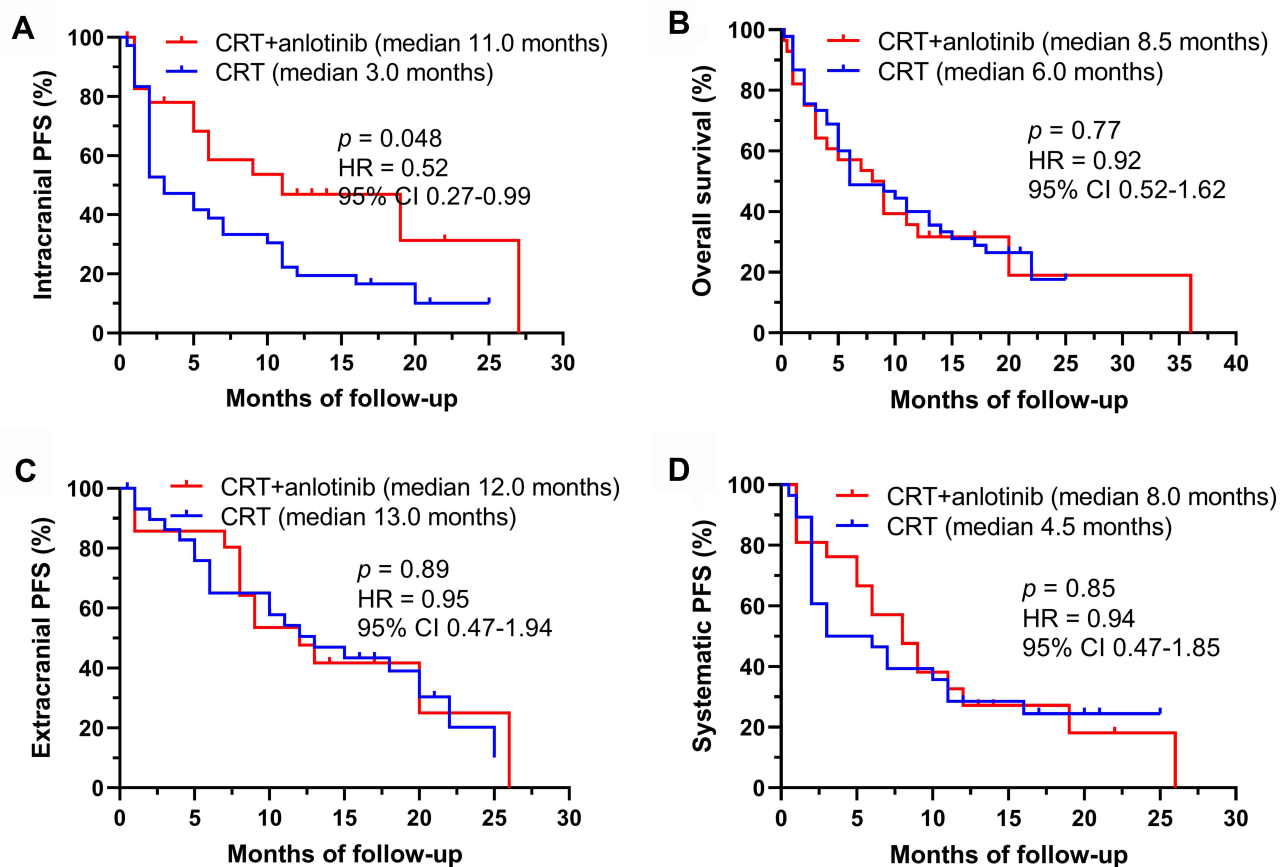 A
CRT+anlotinib (median 11.0 months)
CRT (median 3.0 months)
p = 0.048
HR = 0.52
95% CI 0.27-0.99
Intracranial PFS (%)
100
80
60
40
20
0
0 5 10 15 20 25 30
Months of follow-up
B
CRT+anlotinib (median 8.5 months)
CRT (median 6.0 months)
p = 0.77
HR = 0.92
95% CI 0.52-1.62
Overall survival (%)
100
80
60
40
20
0
0 5 10 15 20 25 30 35 40
Months of follow-up
C
CRT+anlotinib (median 12.0 months)
CRT (median 13.0 months)
p = 0.89
HR = 0.95
95% CI 0.47-1.94
Extracranial PFS (%)
100
80
60
40
20
0
0 5 10 15 20 25 30
Months of follow-up
D
CRT+anlotinib (median 8.0 months)
CRT (median 4.5 months)
p = 0.85
HR = 0.94
95% CI 0.47-1.85
Systematic PFS (%)
100
80
60
40
20
0
0 5 10 15 20 25 30
Months of follow-up